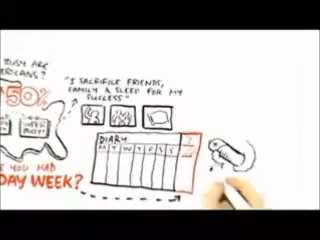 BUSY ARE
ERICANS?
50%
"I SACRIFICE FRIENDS,
FAMILY & SLEEP FOR MY
SUCCESS"
DIARY
M T W T F S S
YOU HAD
DAY WEEK?